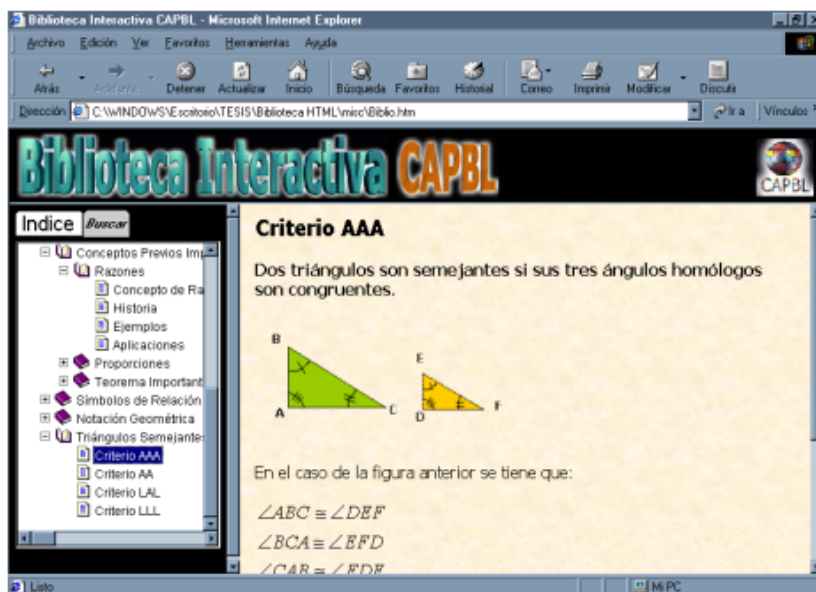 Biblioteca Interactiva CAPBL - Microsoft Internet Explorer
Archivo Edición Ver Favoritos Herramientas Ayuda
Atrás Adelante Detener Actualizar Inicio Búsqueda Favoritos Historial Correo Imprimir Modificar Discutir
Dirección C:\WINDOWS\Escritorio\TESIS\Biblioteca HTML\misc\Biblio.htm Ir a Vínculos
Biblioteca Interactiva CAPBL
CAPBL
Indice Buscar
Conceptos Previos Imp
Razones
Concepto de Ra
Historia
Ejemplos
Aplicaciones
Proporciones
Teorema Important
Símbolos de Relación
Notación Geométrica
Triángulos Semejante
Criterio AAA
Criterio AA
Criterio LAL
Criterio LLL
Criterio AAA
Dos triángulos son semejantes si sus tres ángulos homólogos
son congruentes.
B
E
A
C
D
F
En el caso de la figura anterior se tiene que:
∠ABC ≅ ∠DEF
∠BCA ≅ ∠EFD
∠CAB ≅ ∠FDE
Listo Mi PC